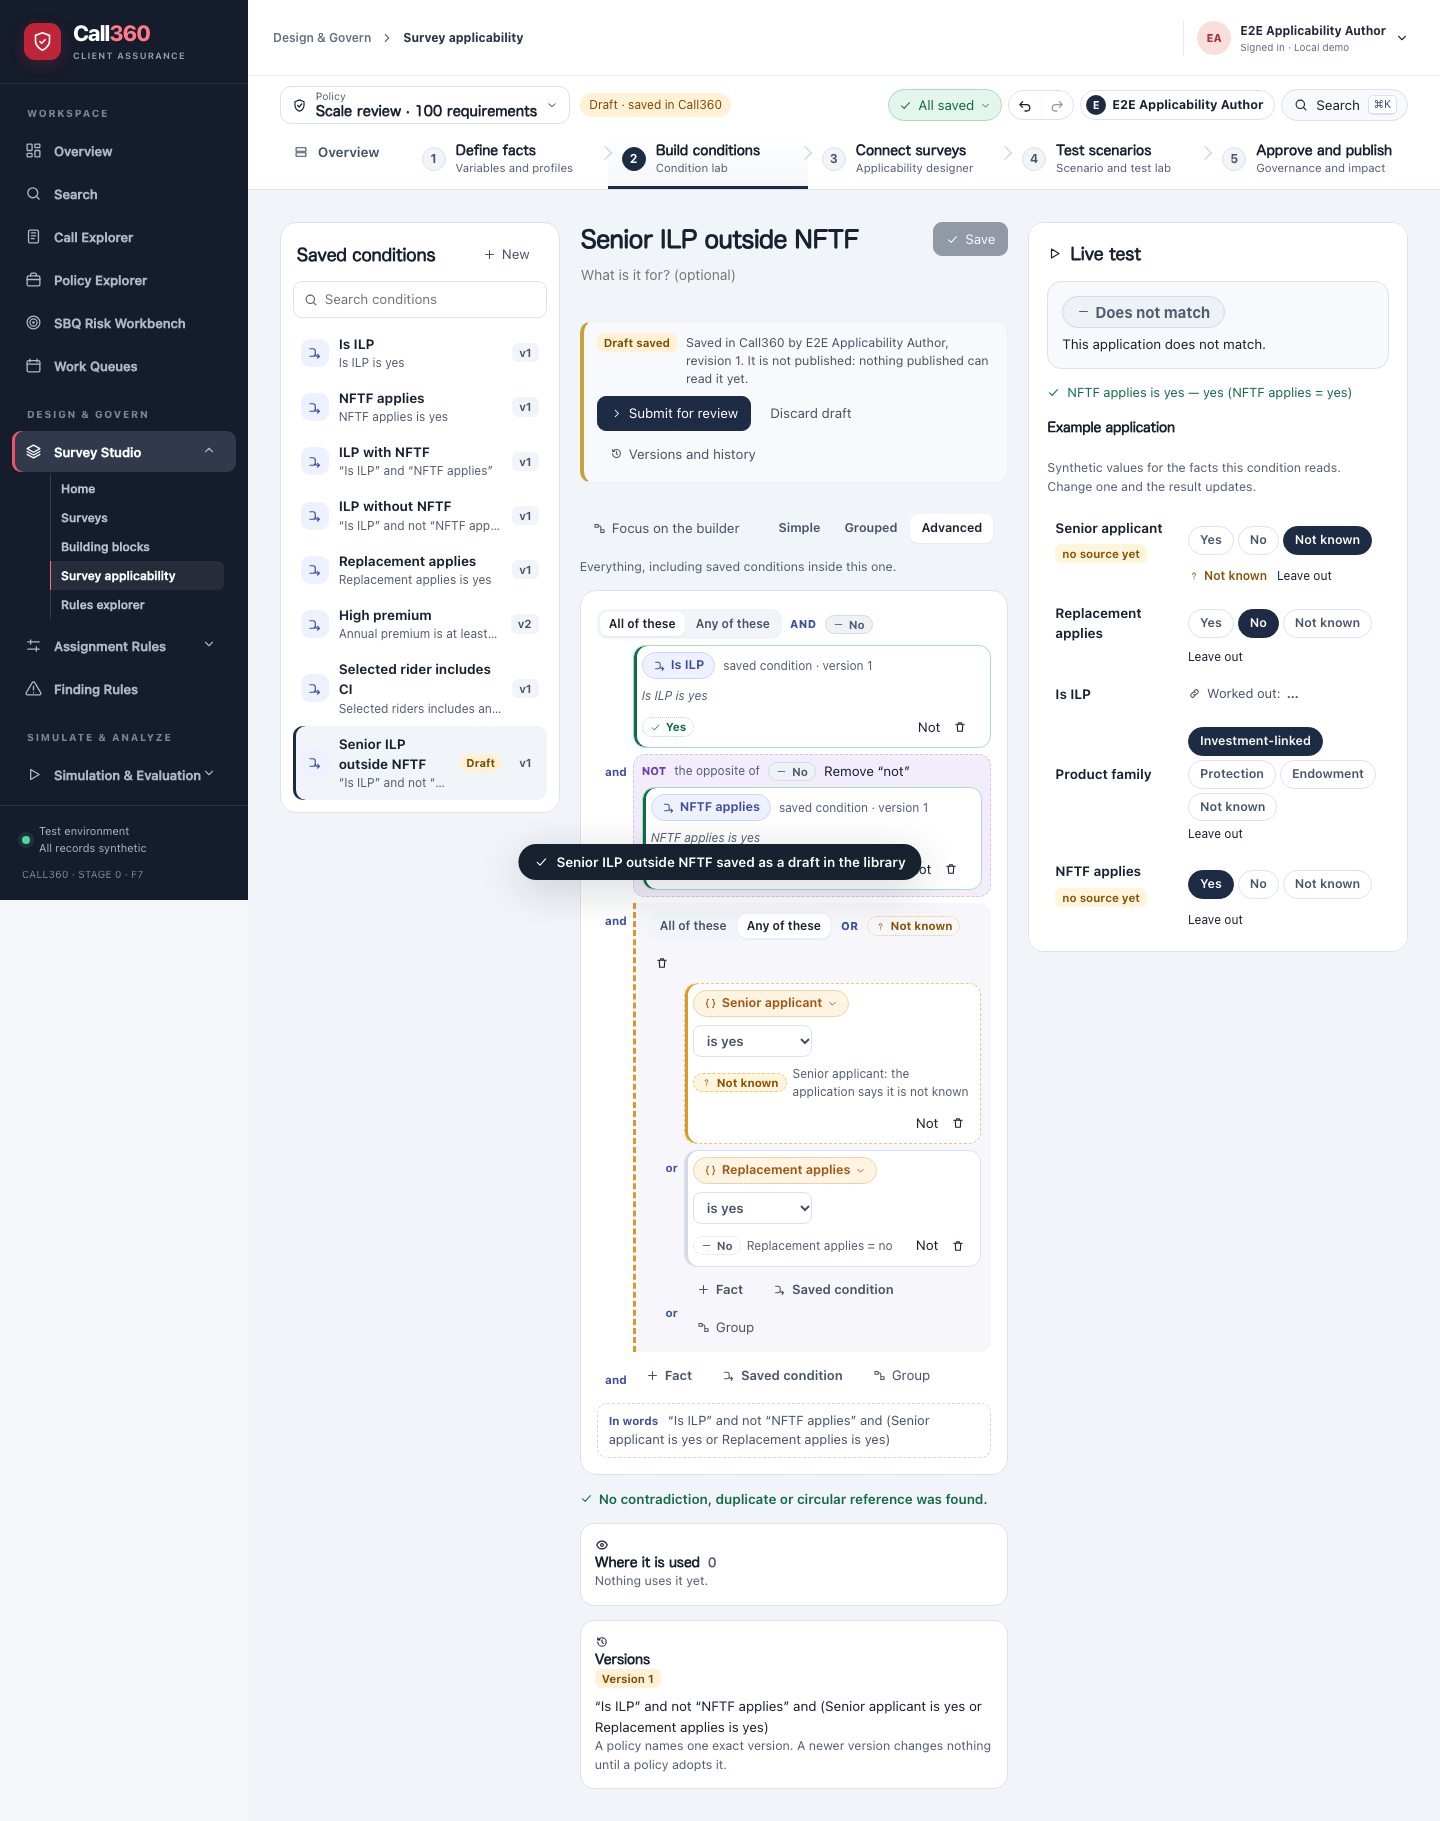 Call360
CLIENT ASSURANCE
WORKSPACE
Overview
Search
Call Explorer
Policy Explorer
SBQ Risk Workbench
Work Queues
DESIGN & GOVERN
Survey Studio
Home
Surveys
Building blocks
Survey applicability
Rules explorer
Assignment Rules
Finding Rules
SIMULATE & ANALYZE
Simulation & Evaluation
Test environment
All records synthetic
CALL360 · STAGE 0 · F7
Design & Govern > Survey applicability
EA
E2E Applicability Author
Signed in · Local demo
Policy
Scale review · 100 requirements
Draft · saved in Call360
All saved
E E2E Applicability Author
Search ⌘K
Overview
1 Define facts
Variables and profiles
2 Build conditions
Condition lab
3 Connect surveys
Applicability designer
4 Test scenarios
Scenario and test lab
5 Approve and publish
Governance and impact
Saved conditions
+ New
Search conditions
Is ILP
Is ILP is yes
v1
NFTF applies
NFTF applies is yes
v1
ILP with NFTF
“Is ILP” and “NFTF applies”
v1
ILP without NFTF
“Is ILP” and not “NFTF app...
v1
Replacement applies
Replacement applies is yes
v1
High premium
Annual premium is at least...
v2
Selected rider includes
CI
Selected riders includes an...
v1
Senior ILP
outside NFTF
“Is ILP” and not “...
Draft
v1
Senior ILP outside NFTF
Save
What is it for? (optional)
Draft saved
Saved in Call360 by E2E Applicability Author,
revision 1. It is not published: nothing published can
read it yet.
Submit for review
Discard draft
Versions and history
Focus on the builder
Simple
Grouped
Advanced
Everything, including saved conditions inside this one.
All of these
Any of these
AND
No
Is ILP
saved condition · version 1
Is ILP is yes
Yes
Not
and
NOT the opposite of
No
Remove “not”
NFTF applies
saved condition · version 1
NFTF applies is yes
Senior ILP outside NFTF saved as a draft in the library
ot
and
All of these
Any of these
OR
? Not known
{} Senior applicant
is yes
? Not known
Senior applicant: the
application says it is not known
Not
or
{} Replacement applies
is yes
No
Replacement applies = no
Not
+ Fact
Saved condition
or
Group
and
+ Fact
Saved condition
Group
In words “Is ILP” and not “NFTF applies” and (Senior
applicant is yes or Replacement applies is yes)
No contradiction, duplicate or circular reference was found.
Where it is used 0
Nothing uses it yet.
Versions
Version 1
“Is ILP” and not “NFTF applies” and (Senior applicant is yes or
Replacement applies is yes)
A policy names one exact version. A newer version changes nothing
until a policy adopts it.
Live test
Does not match
This application does not match.
NFTF applies is yes — yes (NFTF applies = yes)
Example application
Synthetic values for the facts this condition reads.
Change one and the result updates.
Senior applicant
no source yet
Yes
No
Not known
? Not known Leave out
Replacement
applies
Yes
No
Not known
Leave out
Is ILP
Worked out: ...
Product family
Investment-linked
Protection
Endowment
Not known
Leave out
NFTF applies
no source yet
Yes
No
Not known
Leave out